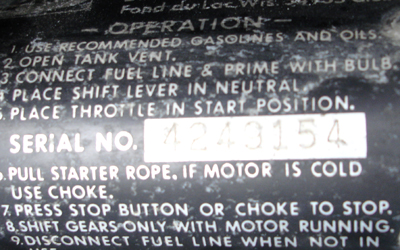 Fond du Lac, Wis.
—OPERATION—
1. USE RECOMMENDED GASOLINE AND OIL.
2 OPEN TANK VENT.
3 CONNECT FUEL LINE & PRIME WITH BULB.
4 PLACE SHIFT LEVER IN NEUTRAL.
5. PLACE THROTTLE IN START POSITION.
SERIAL NO. 4243154
6. PULL STARTER ROPE, IF MOTOR IS COLD
USE CHOKE.
7. PRESS STOP BUTTON OR CHOKE TO STOP.
8. SHIFT GEARS ONLY WITH MOTOR RUNNING.
9. DISCONNECT FUEL LINE WHEN NOT IN
USE.